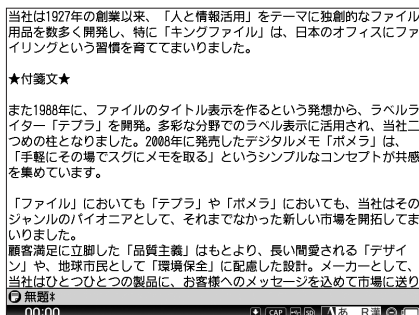 当社は1927年の創業以来、「人と情報活用」をテーマに独創的なファイル
用品を数多く開発し、特に「キングファイル」は、日本のオフィスにファ
イリングという習慣を育ててまいりました。
★付箋文★
また1988年に、ファイルのタイトル表示を作るという発想から、ラベルラ
イター「テプラ」を開発。多彩な分野でのラベル表示に活用され、当社二
つめの柱となりました。2008年に発売したデジタルメモ「ポメラ」は、
「手軽にその場でスグにメモを取る」というシンプルなコンセプトが共感
を集めています。
「ファイル」においても「テプラ」や「ポメラ」においても、当社はその
ジャンルのパイオニアとして、それまでなかった新しい市場を開拓してま
いりました。
顧客満足に立脚した「品質主義」はもとより、長い間愛される「デザイ
ン」や、地球市民として「環境保全」に配慮した設計。メーカーとして、
当社はひとつひとつの製品に、お客様へのメッセージを込めて市場に送り
無題*
00:00 CAP SD あ R漢